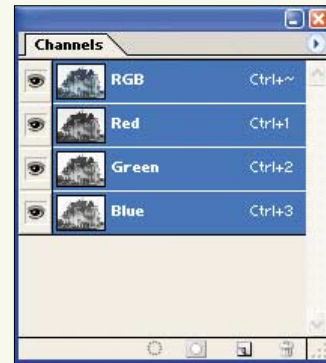 Channels
RGB Ctrl+~
Red Ctrl+1
Green Ctrl+2
Blue Ctrl+3